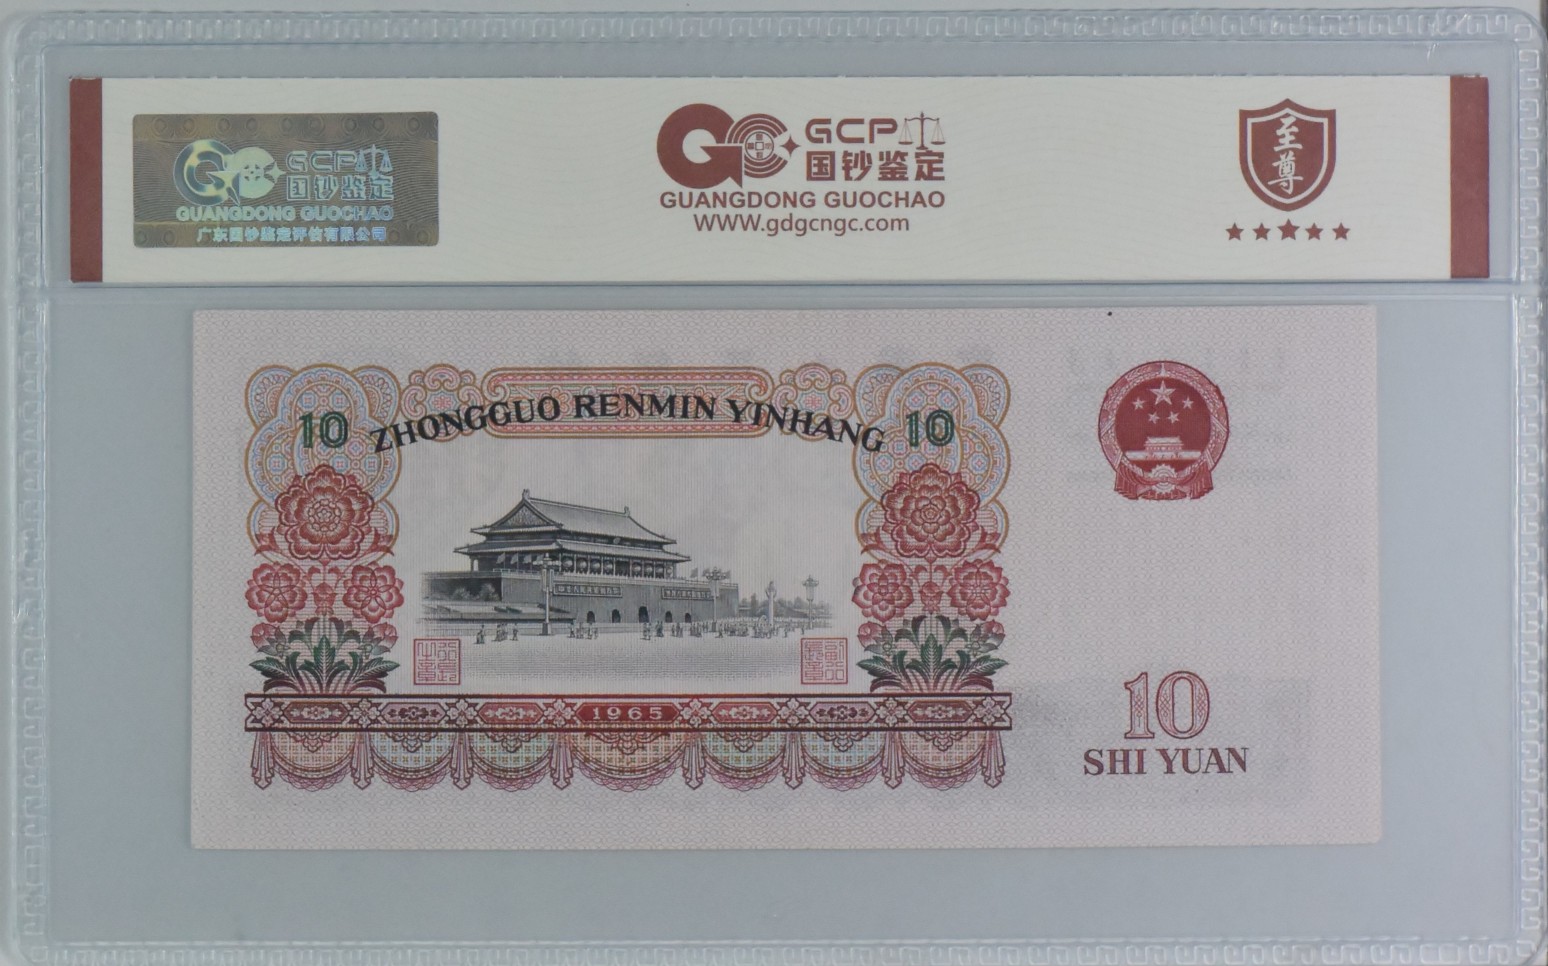 GCP
国钞鉴定
GUANGDONG GUOCHAO
广东国钞鉴定评估有限公司
GC GCP
国钞鉴定
GUANGDONG GUOCHAO
WWW.gdgcngc.com
至尊
10 ZHONGGUO RENMIN YINHANG 10
1965
10
SHI YUAN